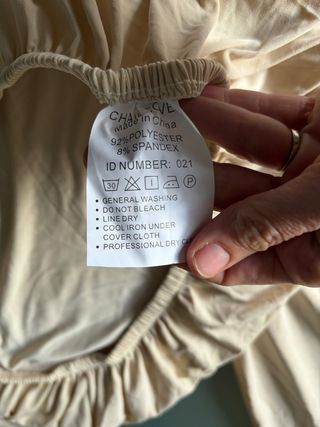 Made in China
92%POLYESTER
8% SPANDEX
ID NUMBER: 021
30 P
• GENERAL WASHING
• DO NOT BLEACH
• LINE DRY
• COOL IRON UNDER
COVER CLOTH
• PROFESSIONAL DRY